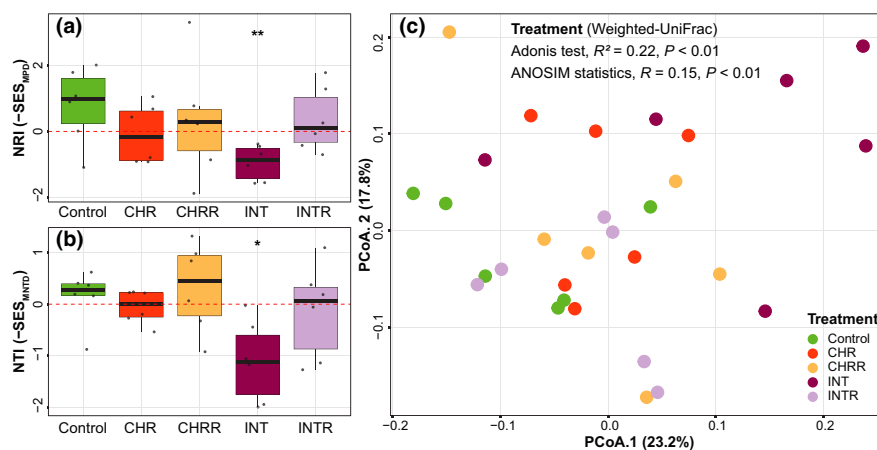 (a)
**
NRI (−SES_MPD)
2
0
−2
Control CHR CHRR INT INTR
(b)
*
NTI (−SES_MNTD)
1
0
−1
−2
Control CHR CHRR INT INTR
(c)
Treatment (Weighted-UniFrac)
Adonis test, R² = 0.22, P < 0.01
ANOSIM statistics, R = 0.15, P < 0.01
PCoA. 2 (17.8%)
0.2
0.1
0.0
−0.1
Treatment
Control
CHR
CHRR
INT
INTR
−0.2 −0.1 0.0 0.1 0.2
PCoA.1 (23.2%)